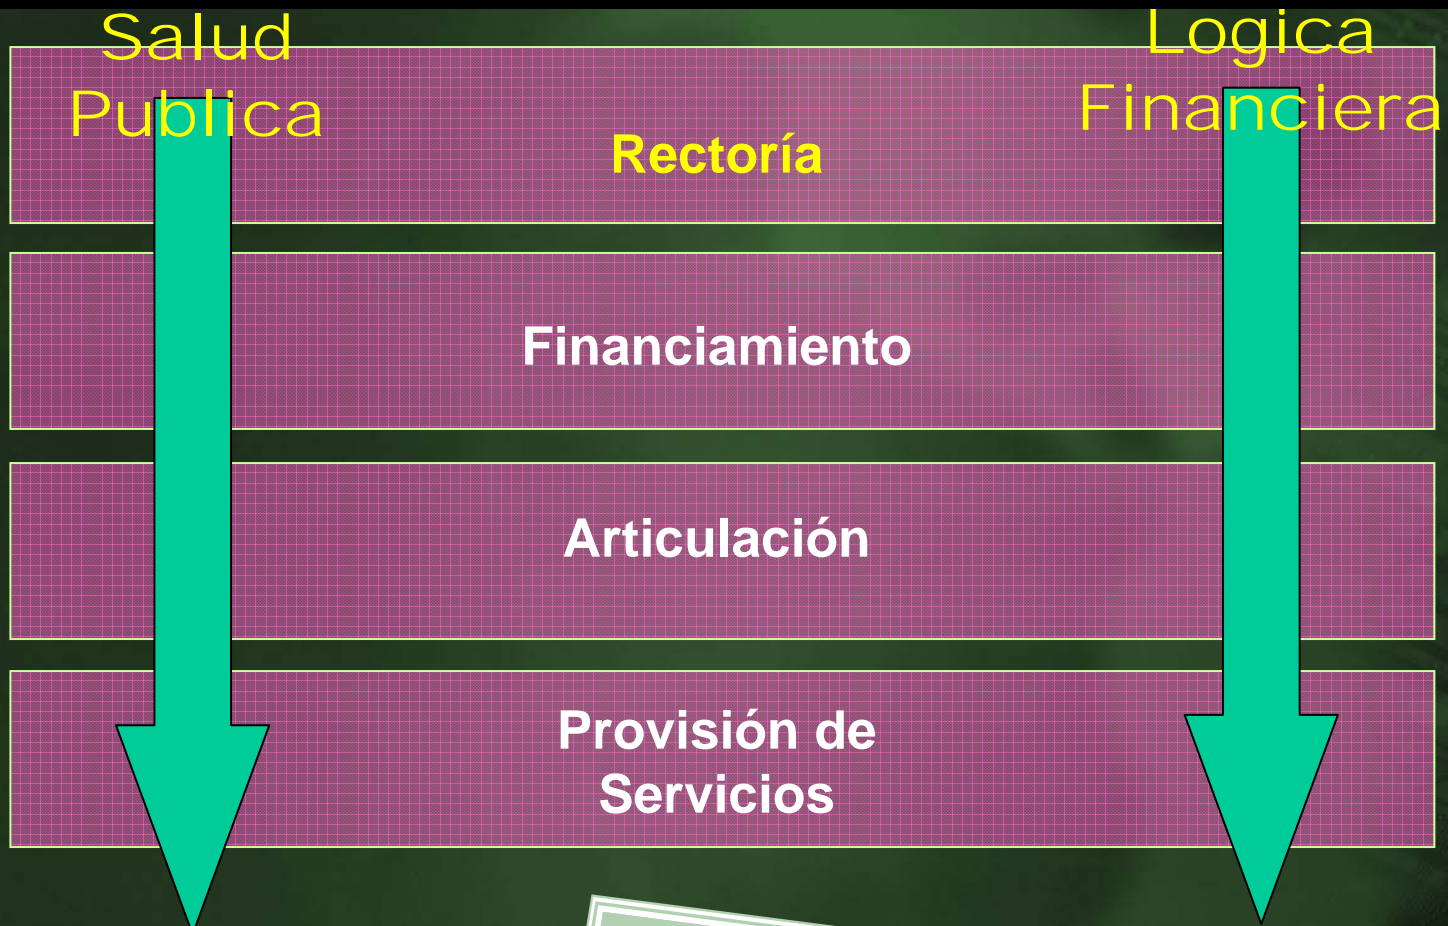 Salud
Publica
Logica
Financiera
Rectoría
Financiamiento
Articulación
Provisión de
Servicios